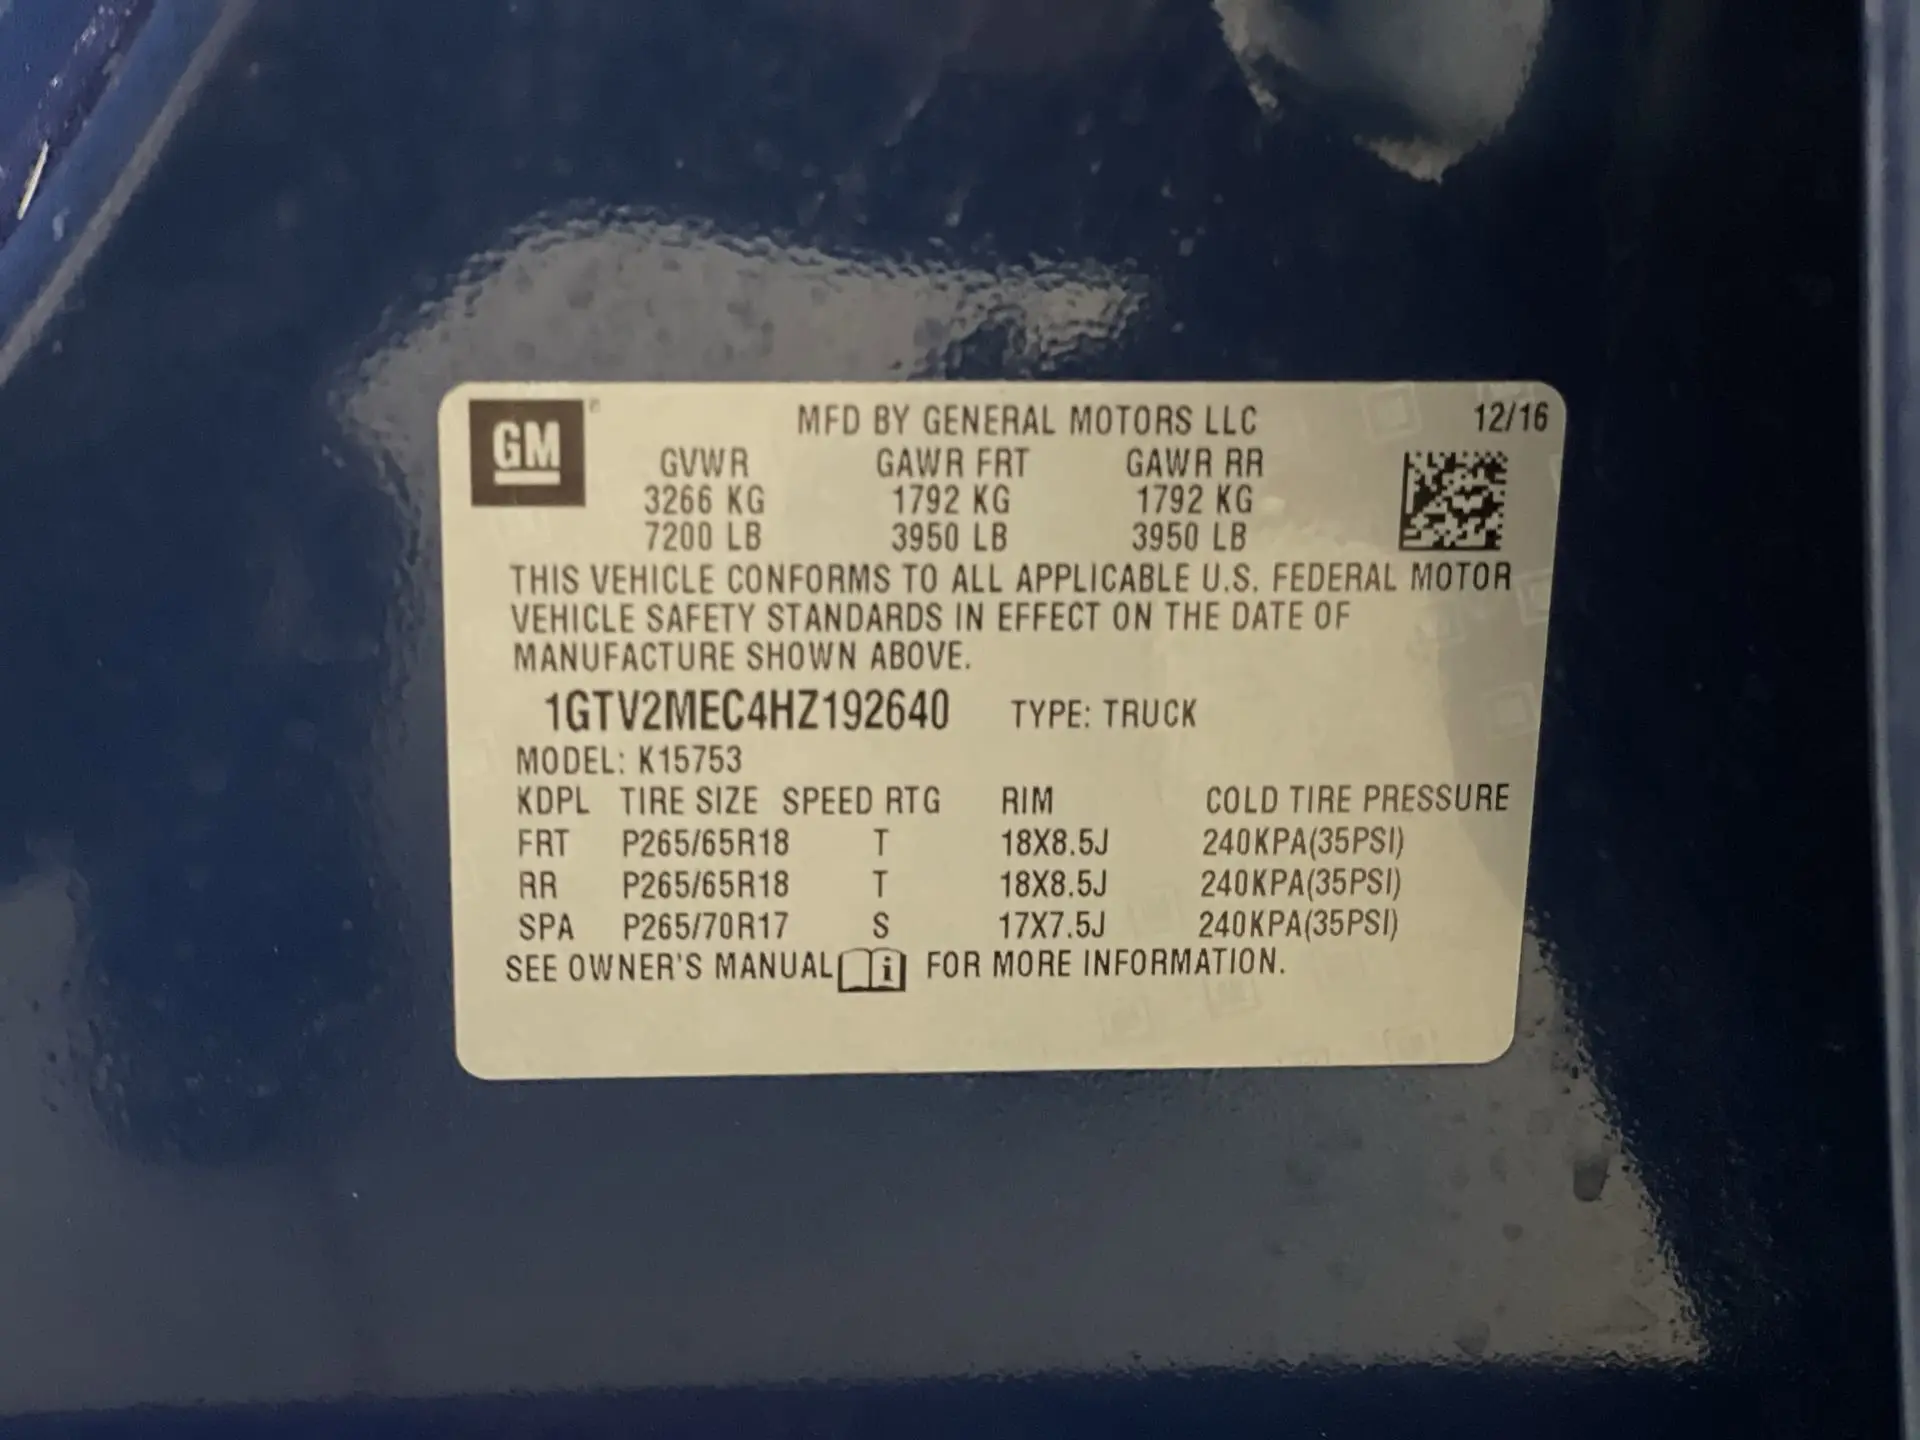 GM ® MFD BY GENERAL MOTORS LLC 12/16
GVWR GAWR FRT GAWR RR
3266 KG 1792 KG 1792 KG
7200 LB 3950 LB 3950 LB
THIS VEHICLE CONFORMS TO ALL APPLICABLE U.S. FEDERAL MOTOR
VEHICLE SAFETY STANDARDS IN EFFECT ON THE DATE OF
MANUFACTURE SHOWN ABOVE.
1GTV2MEC4HZ192640 TYPE: TRUCK
MODEL: K15753
KDPL TIRE SIZE SPEED RTG RIM COLD TIRE PRESSURE
FRT P265/65R18 T 18X8.5J 240KPA(35PSI)
RR P265/65R18 T 18X8.5J 240KPA(35PSI)
SPA P265/70R17 S 17X7.5J 240KPA(35PSI)
SEE OWNER'S MANUAL i FOR MORE INFORMATION.